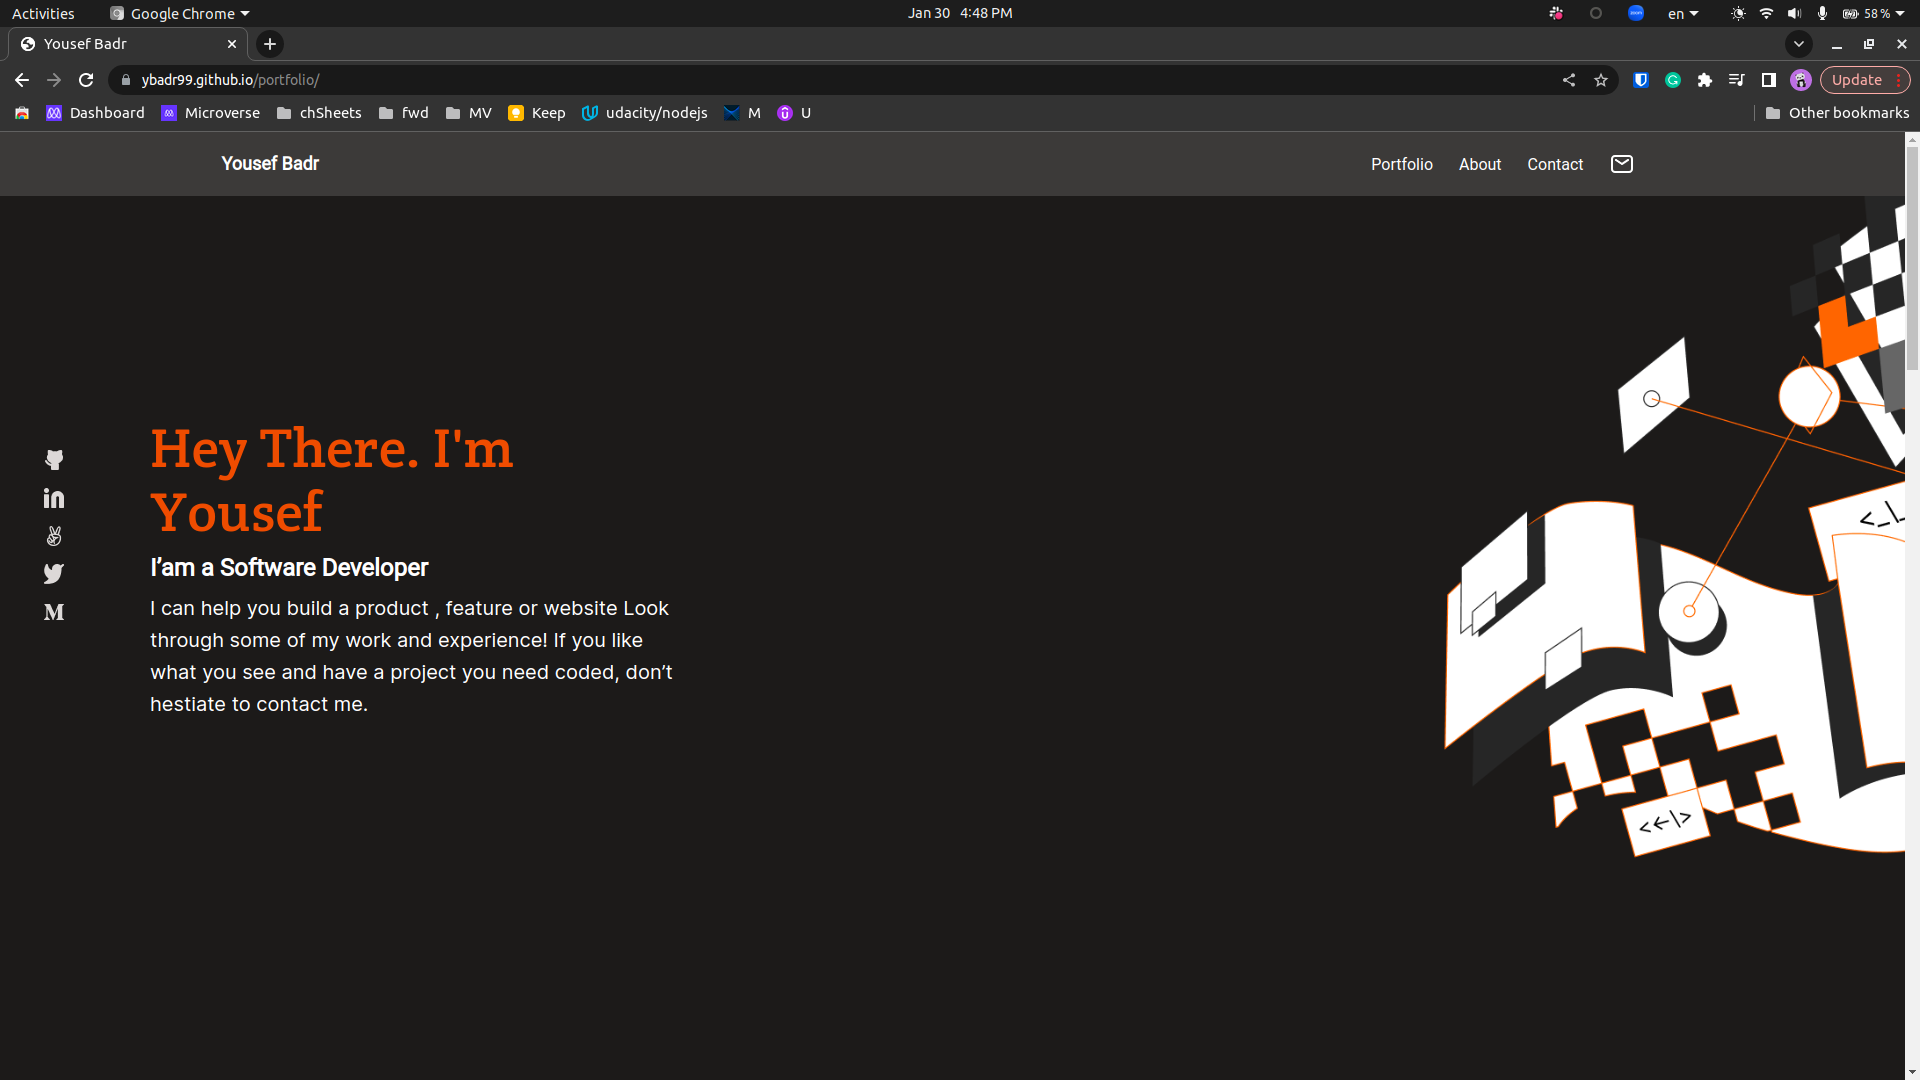 Activities
Google Chrome
Jan 30 4:48 PM
zoom
en
58 %
Yousef Badr
ybadr99.github.io/portfolio/
Update
Dashboard
Microverse
chSheets
fwd
MV
Keep
udacity/nodejs
M
U
Other bookmarks
Yousef Badr
Portfolio
About
Contact
Hey There. I'm
Yousef
I’am a Software Developer
I can help you build a product , feature or website Look
through some of my work and experience! If you like
what you see and have a project you need coded, don’t
hestiate to contact me.
in
M
<_\
<←\>